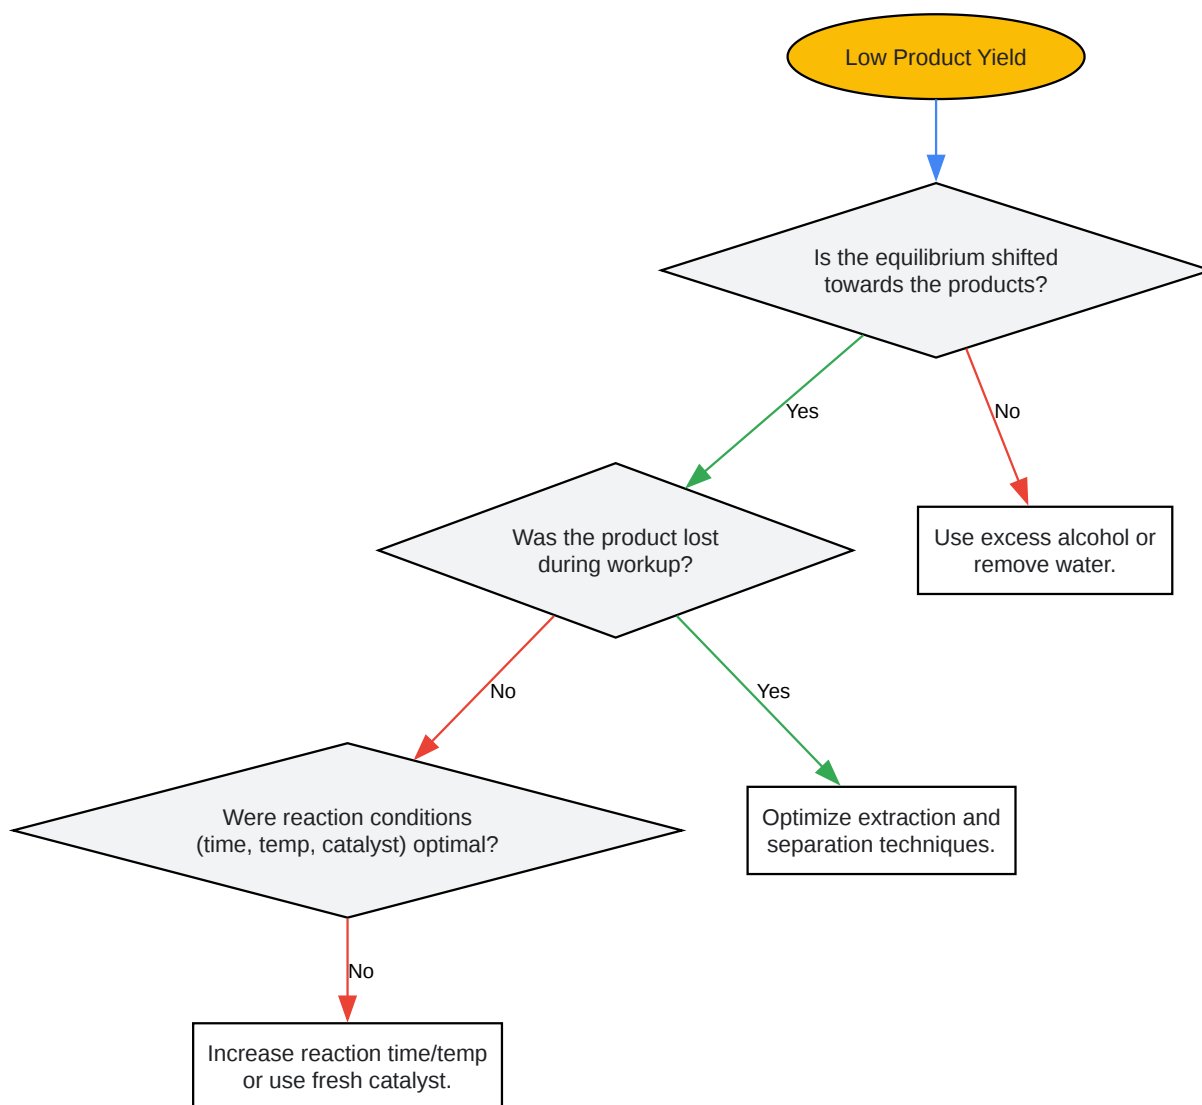 Low Product Yield
Is the equilibrium shifted
towards the products?
Yes
No
Was the product lost
during workup?
Use excess alcohol or
remove water.
No
Yes
Were reaction conditions
(time, temp, catalyst) optimal?
Optimize extraction and
separation techniques.
No
Increase reaction time/temp
or use fresh catalyst.